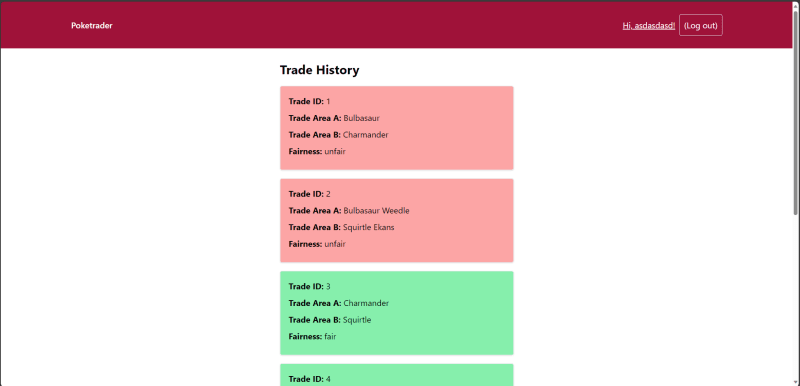 Poketrader
Hi, asdasdasd!
(Log out)
Trade History
Trade ID: 1
Trade Area A: Bulbasaur
Trade Area B: Charmander
Fairness: unfair
Trade ID: 2
Trade Area A: Bulbasaur Weedle
Trade Area B: Squirtle Ekans
Fairness: unfair
Trade ID: 3
Trade Area A: Charmander
Trade Area B: Squirtle
Fairness: fair
Trade ID: 4